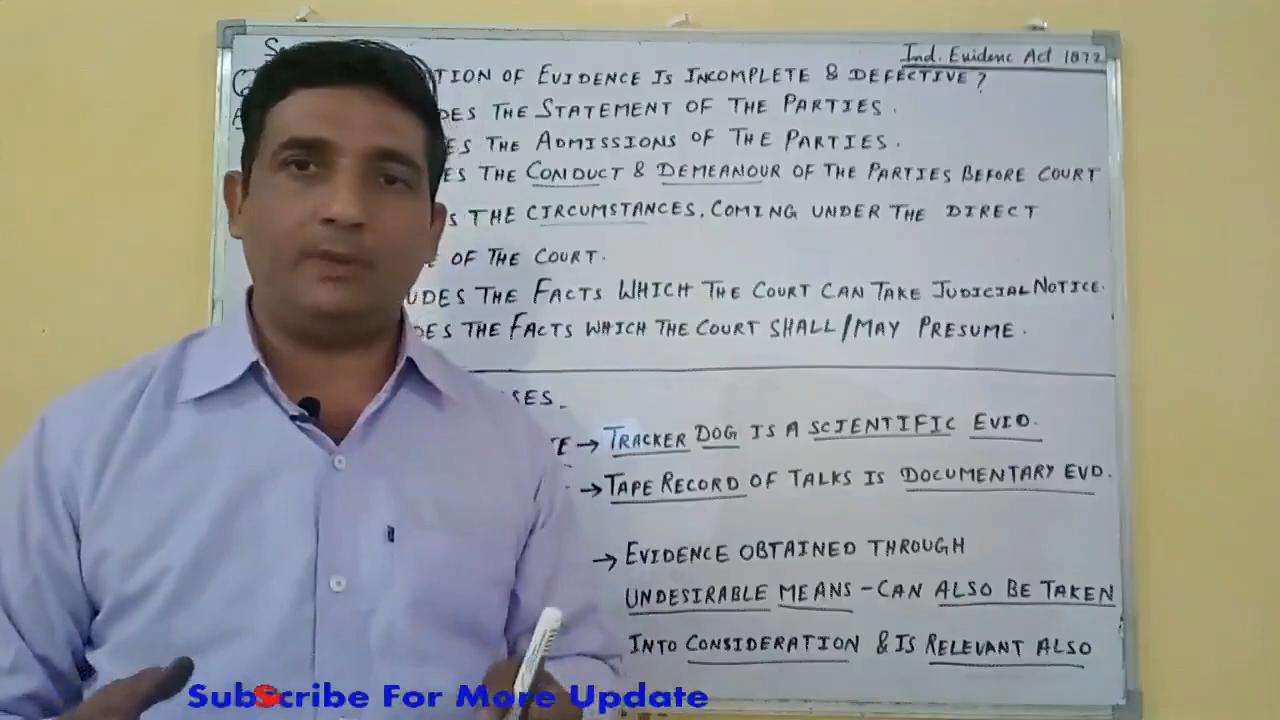 Ind. Evidenc Act 1872
TION OF EVIDENCE IS INCOMPLETE & DEFECTIVE?
DES THE STATEMENT OF THE PARTIES.
ES THE ADMISSIONS OF THE PARTIES.
ES THE CONDUCT & DEMEANOUR OF THE PARTIES BEFORE COURT
S THE CIRCUMSTANCES, COMING UNDER THE DIRECT
OF THE COURT.
UDES THE FACTS WHICH THE COURT CAN TAKE JUDICIAL NOTICE.
DES THE FACTS WHICH THE COURT SHALL/MAY PRESUME.
SES_
TE → TRACKER DOG IS A SCIENTIFIC EVID.
→ TAPE RECORD OF TALKS IS DOCUMENTARY EVD.
→ EVIDENCE OBTAINED THROUGH
UNDESIRABLE MEANS - CAN ALSO BE TAKEN
INTO CONSIDERATION & IS RELEVANT ALSO
Subscribe For More Update